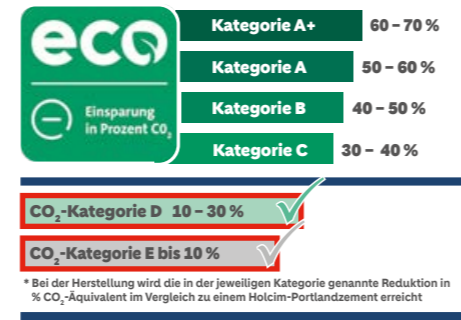 eco
Einsparung
in Prozent CO₂
Kategorie A+ 60 – 70 %
Kategorie A 50 – 60 %
Kategorie B 40 – 50 %
Kategorie C 30 – 40 %
CO₂-Kategorie D 10 – 30 %
CO₂-Kategorie E bis 10 %
* Bei der Herstellung wird die in der jeweiligen Kategorie genannte Reduktion in
% CO₂-Äquivalent im Vergleich zu einem Holcim-Portlandzement erreicht